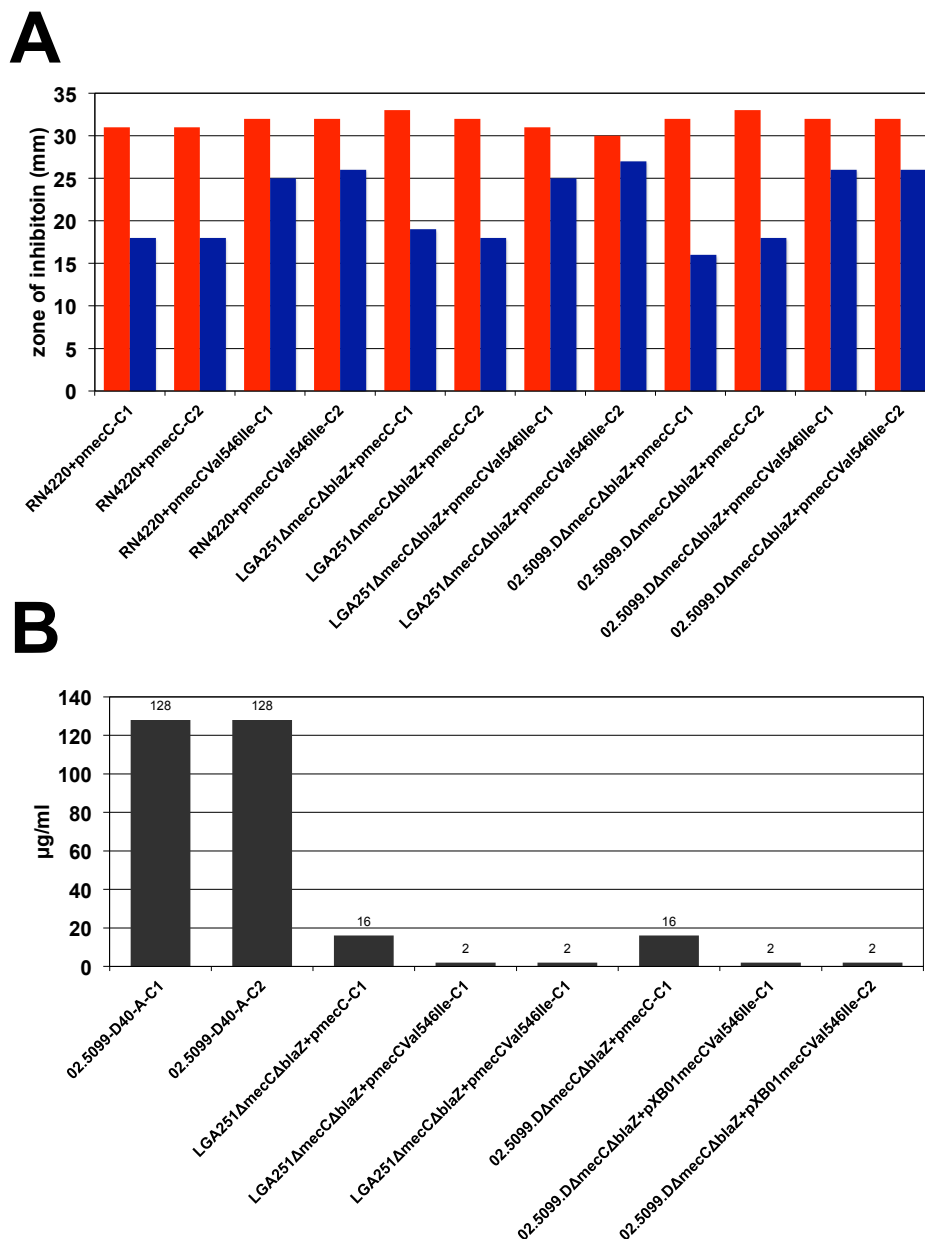 A
zone of inhibitoin (mm)
35
30
25
20
15
10
5
0
RN4220+pmecC-C1
RN4220+pmecC-C2
RN4220+pmecCVal546Ile-C1
RN4220+pmecCVal546Ile-C2
LGA251ΔmecCΔblaZ+pmecC-C1
LGA251ΔmecCΔblaZ+pmecC-C2
LGA251ΔmecCΔblaZ+pmecCVal546Ile-C1
LGA251ΔmecCΔblaZ+pmecCVal546Ile-C2
02.5099.DΔmecCΔblaZ+pmecC-C1
02.5099.DΔmecCΔblaZ+pmecC-C2
02.5099.DΔmecCΔblaZ+pmecCVal546Ile-C1
02.5099.DΔmecCΔblaZ+pmecCVal546Ile-C2
B
µg/ml
140
120
100
80
60
40
20
0
128
128
16
2
2
16
2
2
02.5099-D40-A-C1
02.5099-D40-A-C2
LGA251ΔmecCΔblaZ+pmecC-C1
LGA251ΔmecCΔblaZ+pmecCVal546Ile-C1
LGA251ΔmecCΔblaZ+pmecCVal546Ile-C1
02.5099.DΔmecCΔblaZ+pmecC-C1
02.5099.DΔmecCΔblaZ+pXB01mecCVal546Ile-C1
02.5099.DΔmecCΔblaZ+pXB01mecCVal546Ile-C2